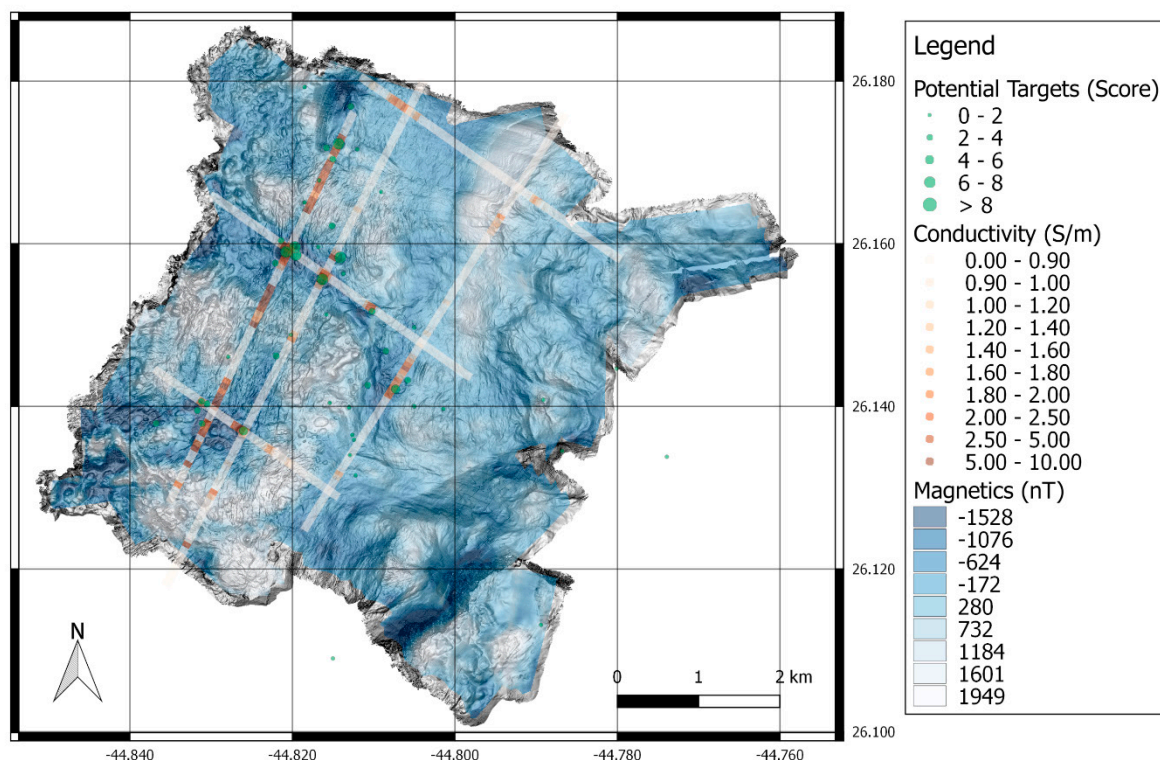 Legend
Potential Targets (Score)
0 - 2
2 - 4
4 - 6
6 - 8
> 8
Conductivity (S/m)
0.00 - 0.90
0.90 - 1.00
1.00 - 1.20
1.20 - 1.40
1.40 - 1.60
1.60 - 1.80
1.80 - 2.00
2.00 - 2.50
2.50 - 5.00
5.00 - 10.00
Magnetics (nT)
-1528
-1076
-624
-172
280
732
1184
1601
1949
26.180
26.160
26.140
26.120
26.100
N
0 1 2 km
-44.840 -44.820 -44.800 -44.780 -44.760